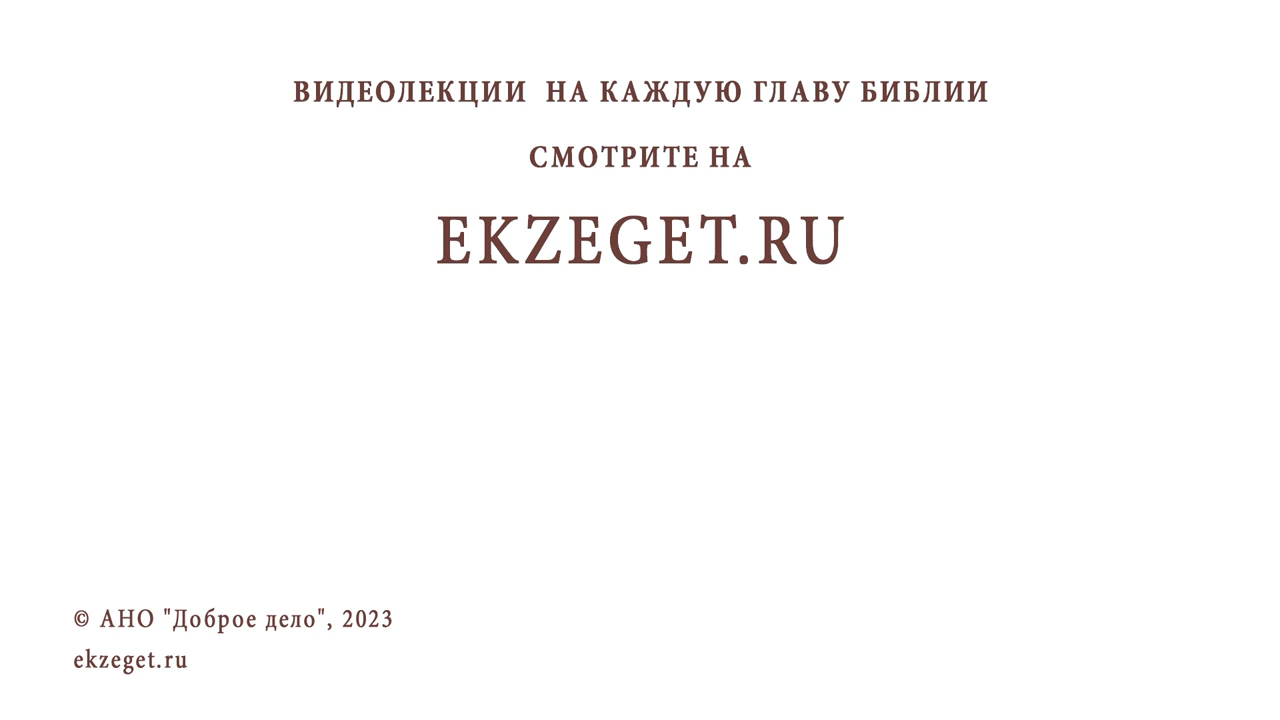 ВИДЕОЛЕКЦИИ НА КАЖДУЮ ГЛАВУ БИБЛИИ
СМОТРИТЕ НА
EKZEGET.RU
© АНО "Доброе дело", 2023
ekzeget.ru